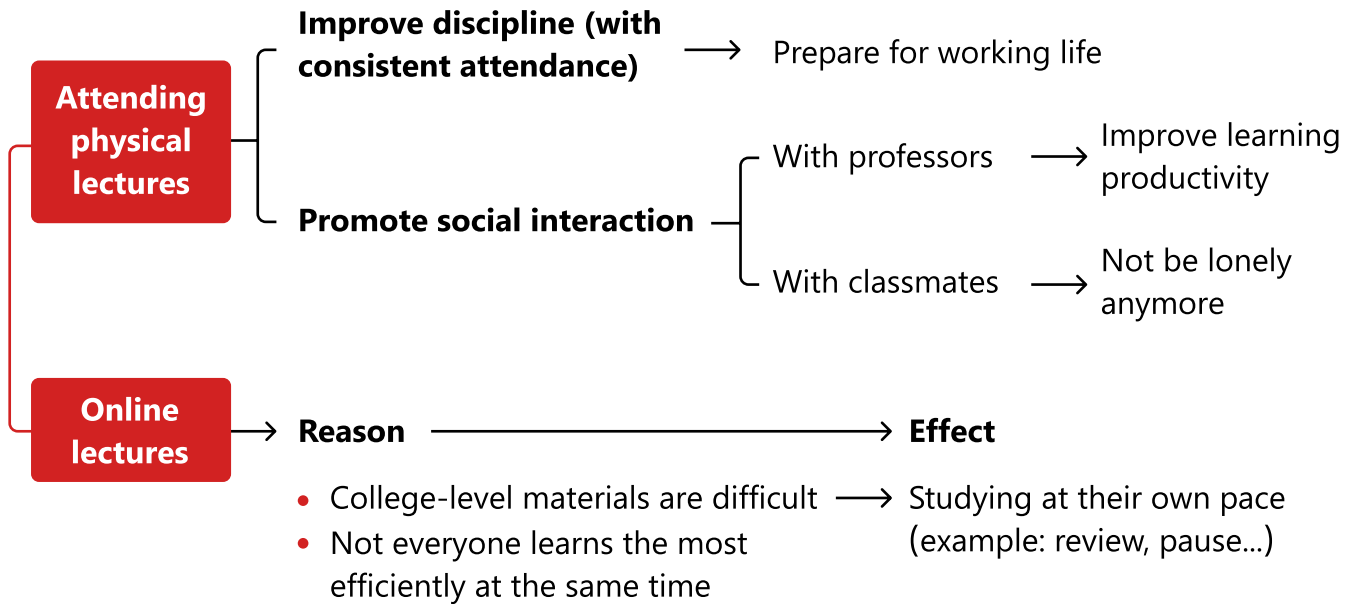 Attending
physical
lectures
Improve discipline (with
consistent attendance)
Prepare for working life
Promote social interaction
With professors
Improve learning
productivity
With classmates
Not be lonely
anymore
Online
lectures
Reason
Effect
• College-level materials are difficult
Studying at their own pace
(example: review, pause...)
• Not everyone learns the most
efficiently at the same time